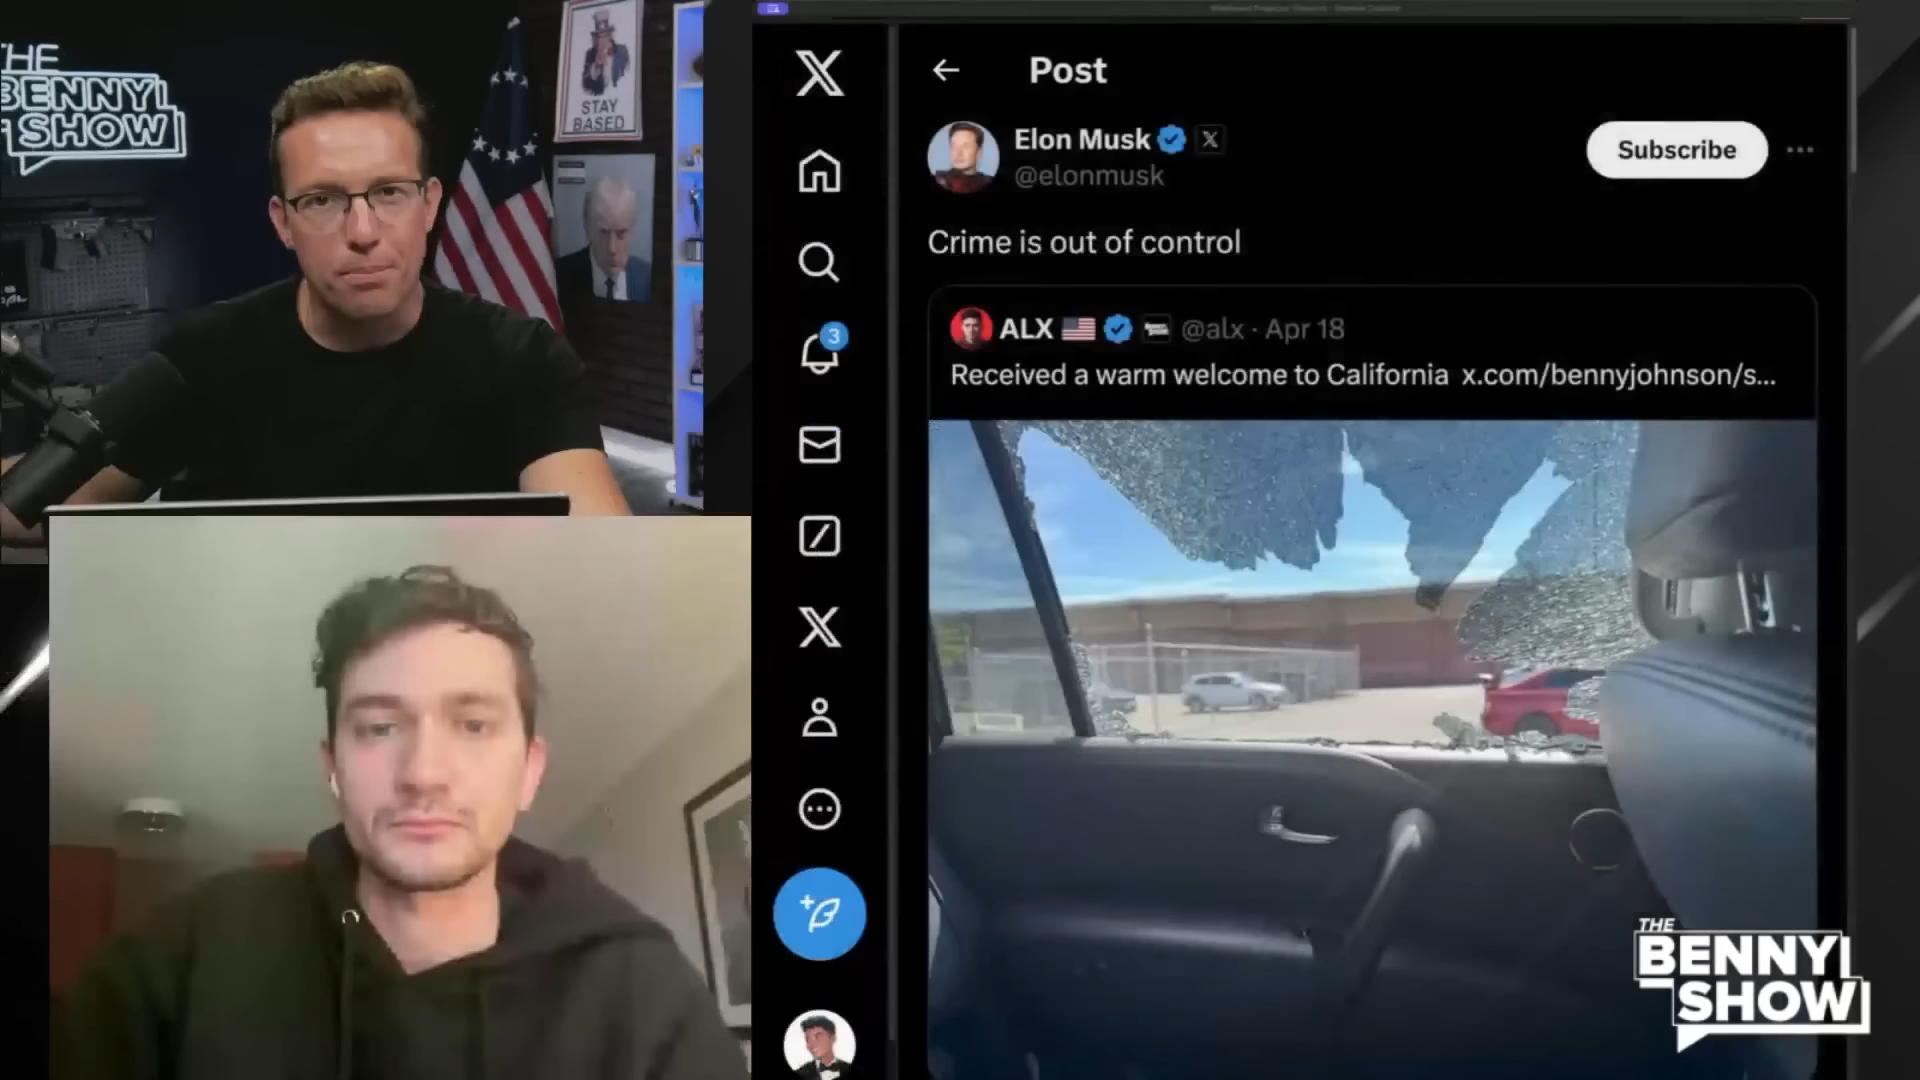 THE
BENNY
SHOW
STAY
BASED
Post
Elon Musk
@elonmusk
Subscribe
Crime is out of control
3
ALX @alx · Apr 18
Received a warm welcome to California x.com/bennyjohnson/s...
THE
BENNY
SHOW